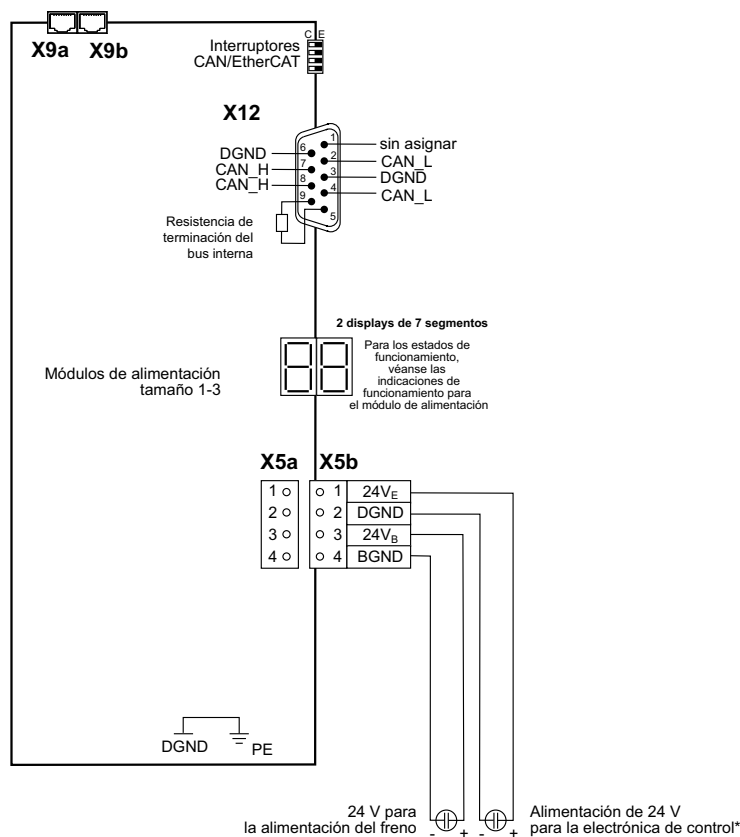 X9a X9b
C E
Interruptores
CAN/EtherCAT
X12
1
2
3
4
5
6
7
8
9
DGND
CAN_H
CAN_H
sin asignar
CAN_L
DGND
CAN_L
Resistencia de
terminación del
bus interna
2 displays de 7 segmentos
Para los estados de
funcionamiento,
véanse las
indicaciones de
funcionamiento para
el módulo de alimentación
Módulos de alimentación
tamaño 1-3
X5a X5b
1 1 24VE
2 2 DGND
3 3 24VB
4 4 BGND
DGND PE
24 V para
la alimentación del freno
- + - +
Alimentación de 24 V
para la electrónica de control*